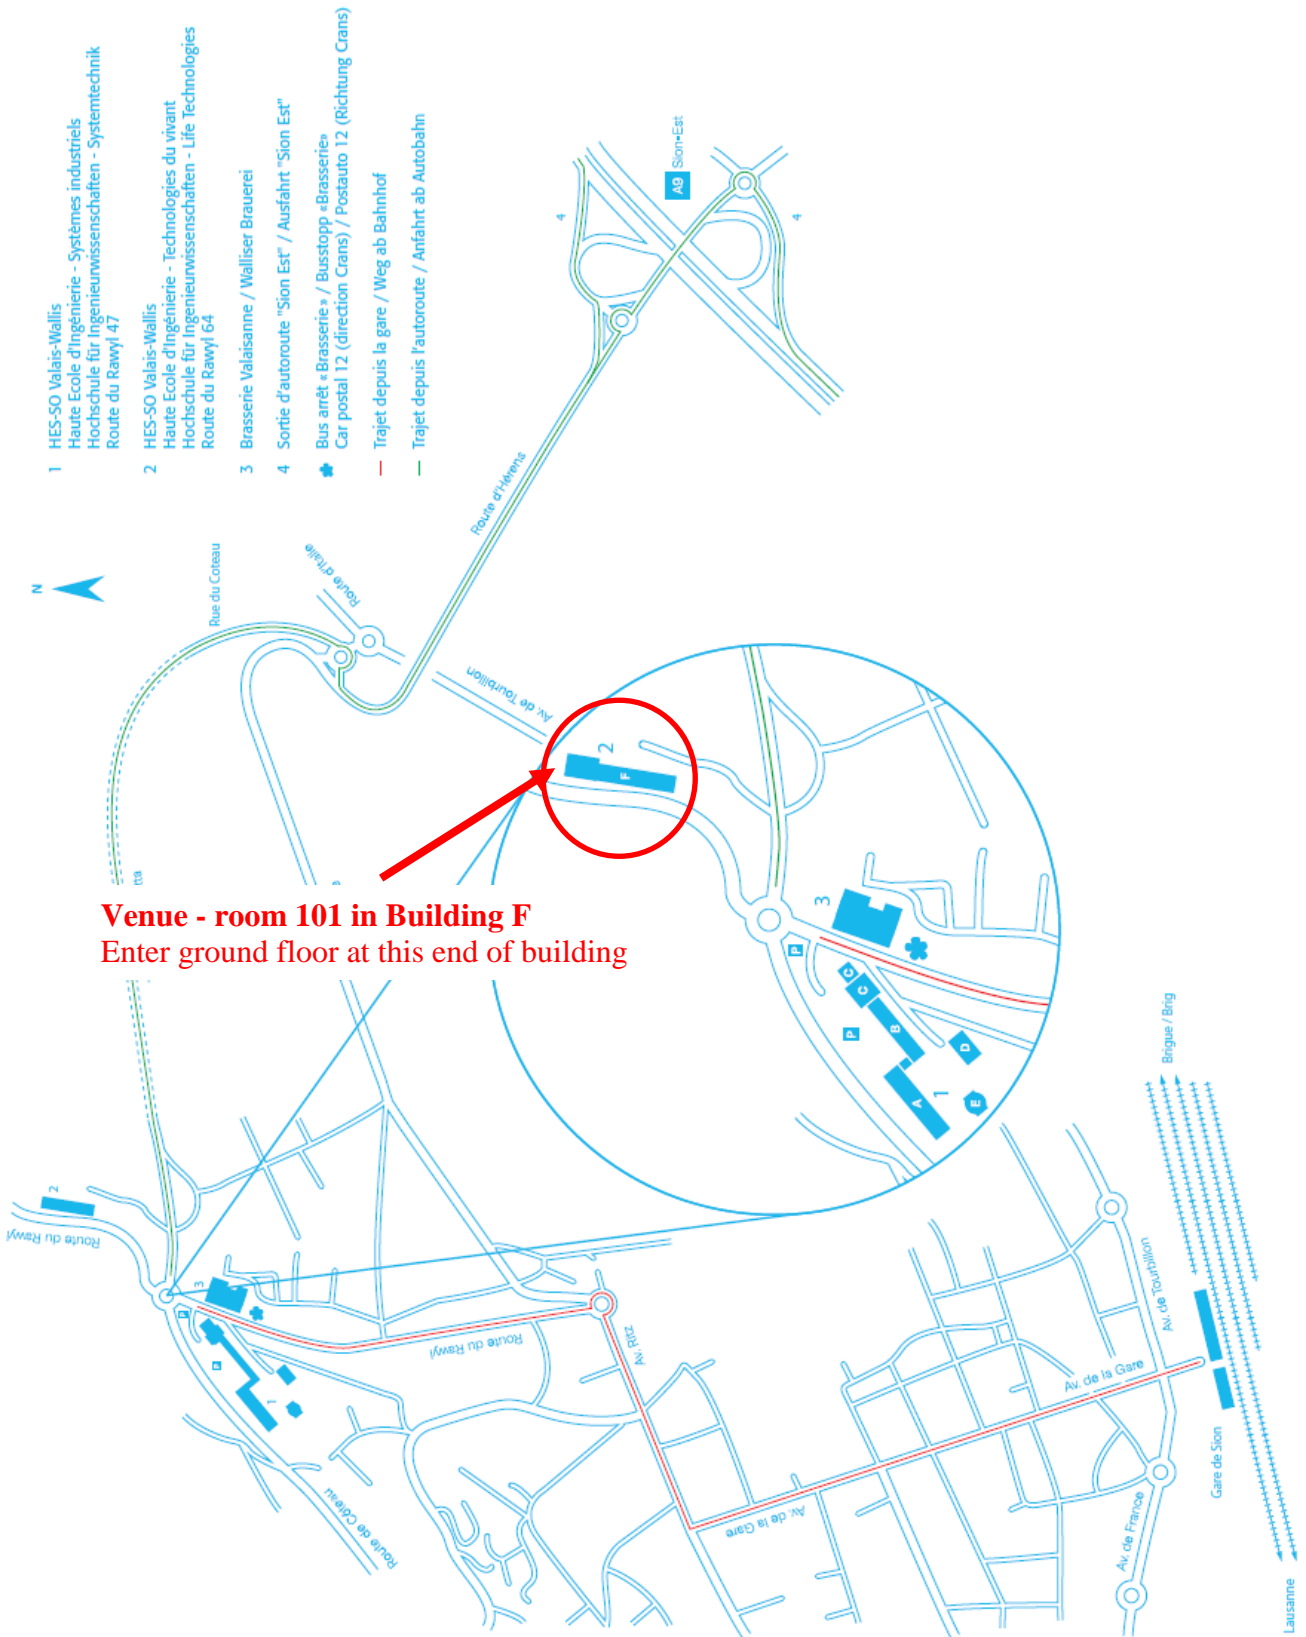 1 HES-SO Valais-Wallis
Haute Ecole d'Ingénierie - Systèmes industriels
Hochschule für Ingenieurwissenschaften - Systemtechnik
Route du Rawyl 47
2 HES-SO Valais-Wallis
Haute Ecole d'Ingénierie - Technologies du vivant
Hochschule für Ingenieurwissenschaften - Life Technologies
Route du Rawyl 64
3 Brasserie Valaisanne / Walliser Brauerei
4 Sortie d'autoroute "Sion Est" / Ausfahrt "Sion Est"
Bus arrêt «Brasserie» / Busstopp «Brasserie»
Car postal 12 (direction Crans) / Postauto 12 (Richtung Crans)
Trajet depuis la gare / Weg ab Bahnhof
Trajet depuis l'autoroute / Anfahrt ab Autobahn
N
Rue du Coteau
Route d'Italie
Route d'Hérens
4
A9 Sion-Est
4
Av. de Tourbillon
2
F
tta
Venue - room 101 in Building F
Enter ground floor at this end of building
3
P
C
C
B
P
D
A
1
E
2
Route du Rawyl
3
P
P
1
Route du Rawyl
Route de Côteau
Av. Ritz
Av. de la Gare
Av. de la Gare
Av. de Tourbillon
Av. de France
Gare de Sion
Brigue / Brig
Lausanne